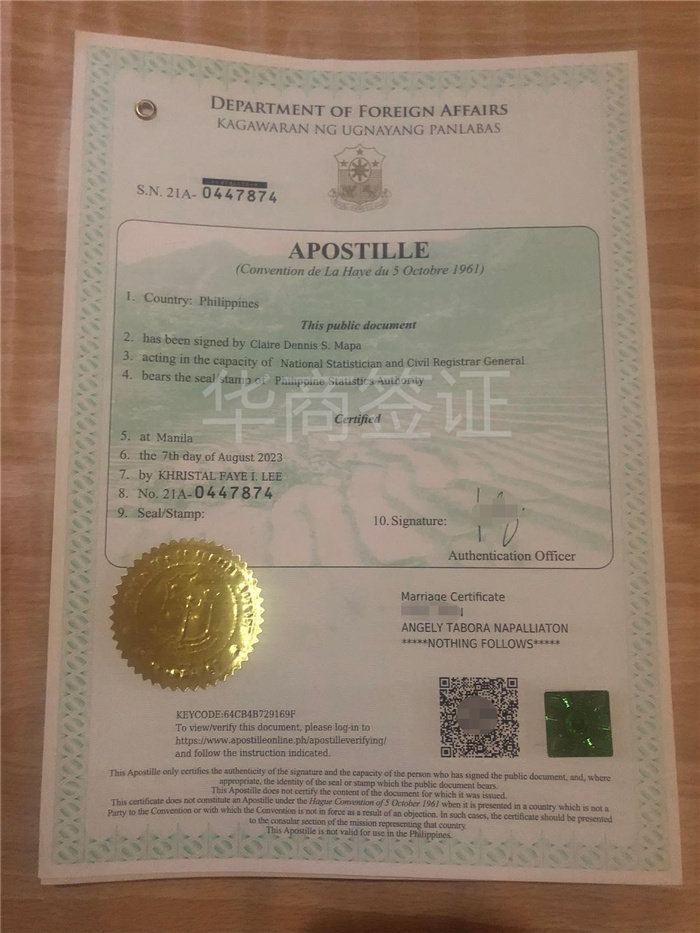 DEPARTMENT OF FOREIGN AFFAIRS
KAGAWARAN NG UGNAYANG PANLABAS
S.N. 21A-0447874
APOSTILLE
(Convention de La Haye du 5 Octobre 1961)
1. Country: Philippines
This public document
2. has been signed by Claire Dennis S. Mapa
3. acting in the capacity of National Statistician and Civil Registrar General
4. bears the seal/stamp of Philippine Statistics Authority
华商签证
Certified
5. at Manila
6. the 7th day of August 2023
7. by KHRISTAL FAYE I. LEE
8. No. 21A-0447874
9. Seal/Stamp:
10. Signature:
Authentication Officer
Marriage Certificate
ANGELY TABORA NAPALLIATON
*****NOTHING FOLLOWS*****
KEYCODE:64CB4B729169F
To view/verify this document, please log-in to
https://www.apostilleonline.ph/apostilleverifying/
and follow the instruction indicated.
This Apostille only certifies the authenticity of the signature and the capacity of the person who has signed the public document, and, where
appropriate, the identity of the seal or stamp which the public document bears.
This Apostille does not certify the content of the document for which it was issued.
This certificate does not constitute an Apostille under the Hague Convention of 5 October 1961 when it is presented in a country which is not a
Party to the Convention or with which the Convention is not in force as a result of an objection. In such cases, the certificate should be presented
to the consular section of the mission representing that country.
This Apostille is not valid for use in the Philippines.